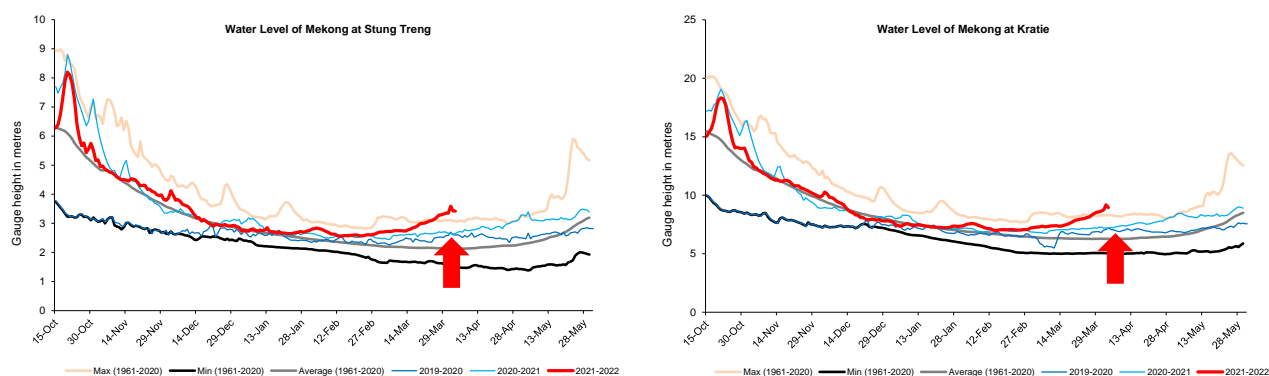 Water Level of Mekong at Stung Treng
Gauge height in metres
10
9
8
7
6
5
4
3
2
1
0
15-Oct
30-Oct
14-Nov
29-Nov
14-Dec
29-Dec
13-Jan
28-Jan
12-Feb
27-Feb
14-Mar
29-Mar
13-Apr
28-Apr
13-May
28-May
Max (1961-2020) Min (1961-2020) Average (1961-2020) 2019-2020 2020-2021 2021-2022
Water Level of Mekong at Kratie
Gauge height in metres
25
20
15
10
5
0
15-Oct
30-Oct
14-Nov
29-Nov
14-Dec
29-Dec
13-Jan
28-Jan
12-Feb
27-Feb
14-Mar
29-Mar
13-Apr
28-Apr
13-May
28-May
Max (1961-2020) Min (1961-2020) Average (1961-2020) 2019-2020 2020-2021 2021-2022